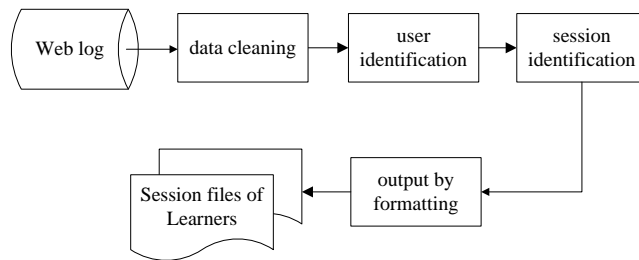 Web log
data cleaning
user
identification
session
identification
output by
formatting
Session files of
Learners